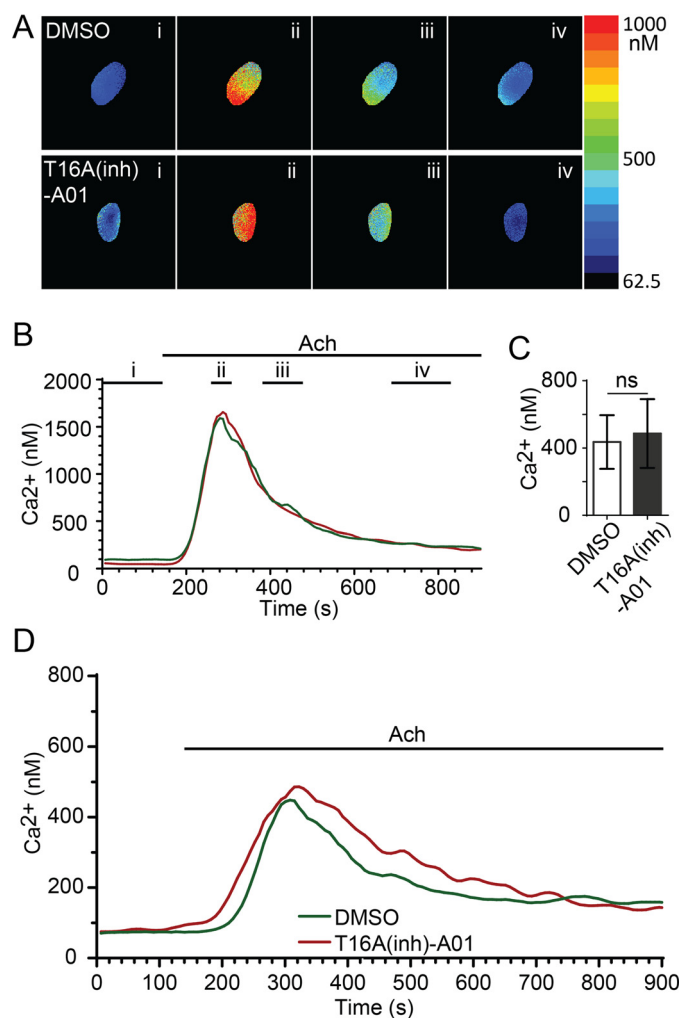 A
DMSO i ii iii iv
1000
nM
T16A(inh)
-A01
i ii iii iv
500
62.5
B
Ach
i ii iii iv
2000
1500
1000
500
0
Ca2+ (nM)
0 200 400 600 800
Time (s)
C
ns
800
400
0
Ca2+ (nM)
DMSO
T16A(inh)
-A01
D
800
600
400
200
0
Ca2+ (nM)
Ach
DMSO
T16A(inh)-A01
0 100 200 300 400 500 600 700 800 900
Time (s)